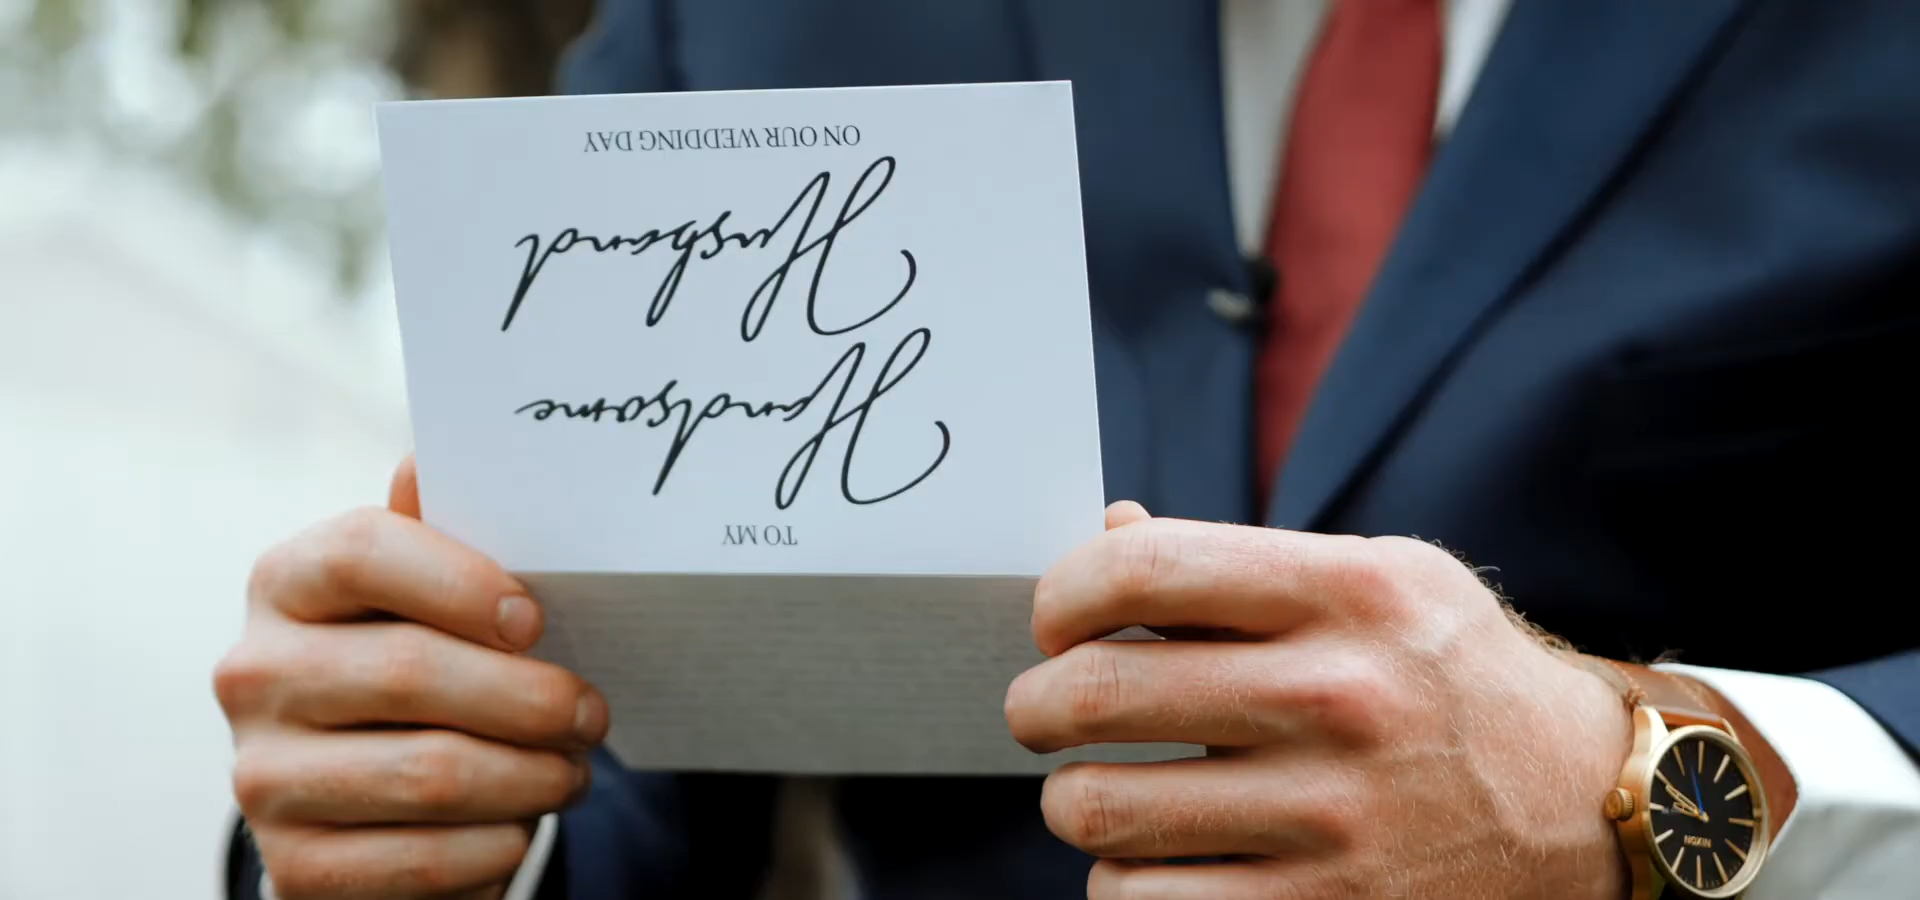 TO MY
Handsome
Husband
ON OUR WEDDING DAY
NIXON